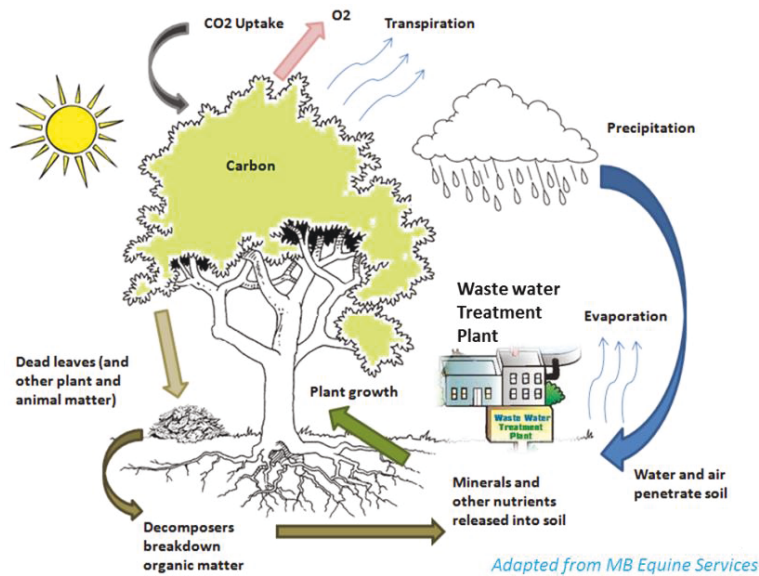 CO2 Uptake
O2
Transpiration
Precipitation
Carbon
Waste water
Treatment
Plant
Evaporation
Dead leaves (and
other plant and
animal matter)
Plant growth
Waste Water
Treatment
Plant
Water and air
penetrate soil
Minerals and
other nutrients
released into soil
Decomposers
breakdown
organic matter
Adapted from MB Equine Services